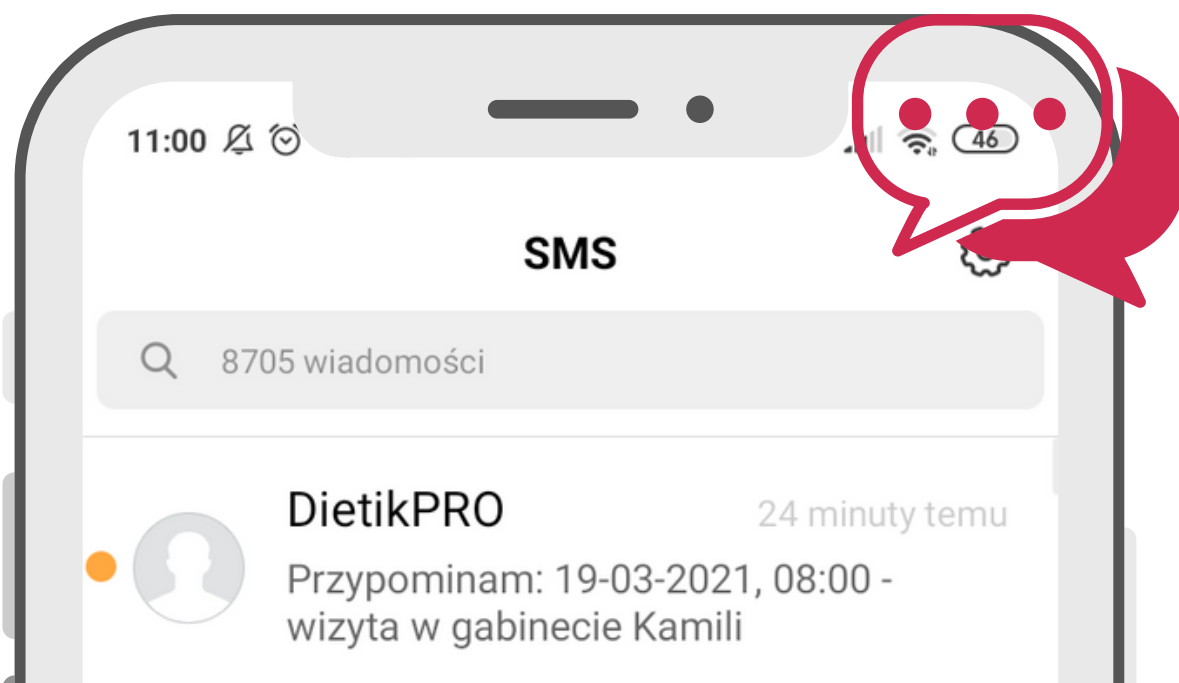 11:00
46
SMS
8705 wiadomości
DietikPRO
24 minuty temu
Przypominam: 19-03-2021, 08:00 -
wizyta w gabinecie Kamili